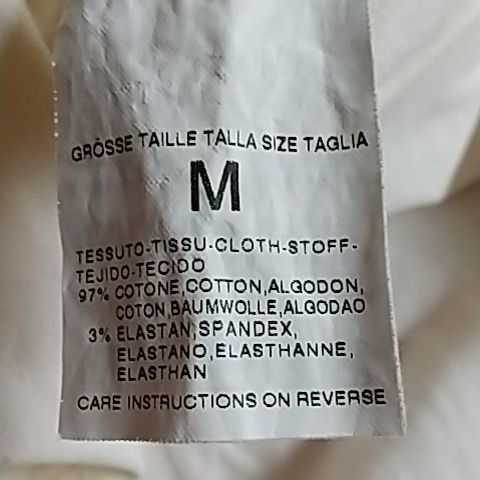 GRÖSSE TAILLE TALLA SIZE TAGLIA
M
TESSUTO-TISSU-CLOTH-STOFF-
TEJIDO-TECIDO
97% COTONE,COTTON,ALGODON,
COTON,BAUMWOLLE,ALGODAO
3% ELASTAN,SPANDEX,
ELASTANO,ELASTHANNE,
ELASTHAN
CARE INSTRUCTIONS ON REVERSE